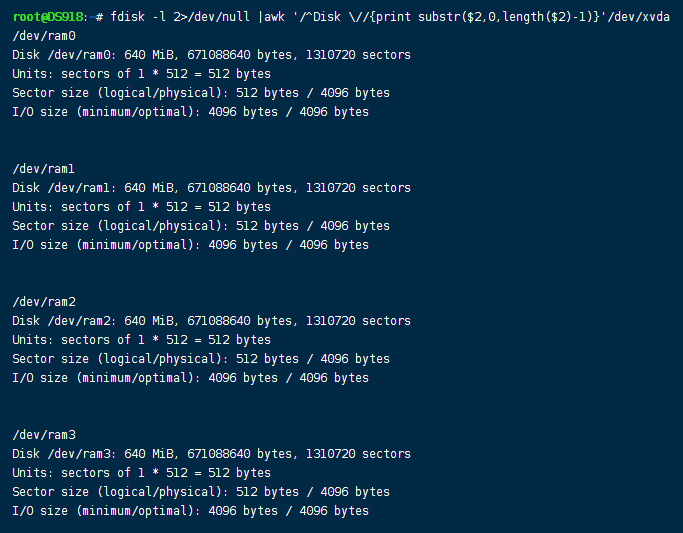 root@DS918:~# fdisk -l 2>/dev/null |awk '/^Disk \//{print substr($2,0,length($2)-1)}'/dev/xvda
/dev/ram0
Disk /dev/ram0: 640 MiB, 671088640 bytes, 1310720 sectors
Units: sectors of 1 * 512 = 512 bytes
Sector size (logical/physical): 512 bytes / 4096 bytes
I/O size (minimum/optimal): 4096 bytes / 4096 bytes
/dev/ram1
Disk /dev/ram1: 640 MiB, 671088640 bytes, 1310720 sectors
Units: sectors of 1 * 512 = 512 bytes
Sector size (logical/physical): 512 bytes / 4096 bytes
I/O size (minimum/optimal): 4096 bytes / 4096 bytes
/dev/ram2
Disk /dev/ram2: 640 MiB, 671088640 bytes, 1310720 sectors
Units: sectors of 1 * 512 = 512 bytes
Sector size (logical/physical): 512 bytes / 4096 bytes
I/O size (minimum/optimal): 4096 bytes / 4096 bytes
/dev/ram3
Disk /dev/ram3: 640 MiB, 671088640 bytes, 1310720 sectors
Units: sectors of 1 * 512 = 512 bytes
Sector size (logical/physical): 512 bytes / 4096 bytes
I/O size (minimum/optimal): 4096 bytes / 4096 bytes